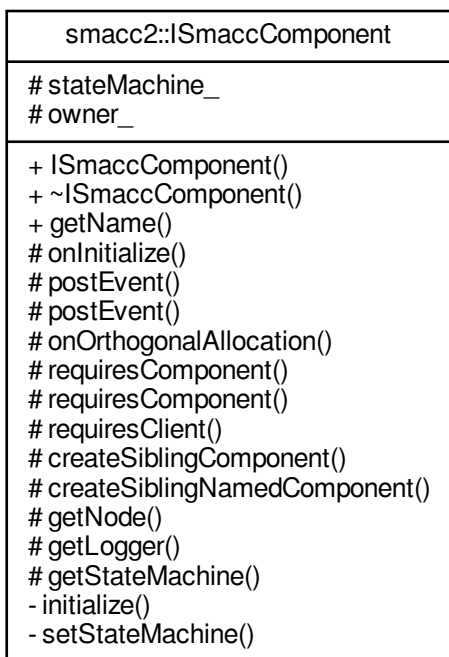 smacc2::ISmaccComponent
# stateMachine_
# owner_
+ ISmaccComponent()
+ ~ISmaccComponent()
+ getName()
# onInitialize()
# postEvent()
# postEvent()
# onOrthogonalAllocation()
# requiresComponent()
# requiresComponent()
# requiresClient()
# createSiblingComponent()
# createSiblingNamedComponent()
# getNode()
# getLogger()
# getStateMachine()
- initialize()
- setStateMachine()